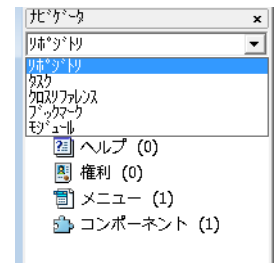 ﾅﾋﾞｹﾞｰﾀ
ﾘﾎﾟｼﾞﾄﾘ
ﾘﾎﾟｼﾞﾄﾘ
ﾀｽｸ
ｸﾛｽﾘﾌｧﾚﾝｽ
ﾌﾞｯｸﾏｰｸ
ﾓｼﾞｭｰﾙ
ヘルプ (0)
権利 (0)
メニュー (1)
コンポーネント (1)